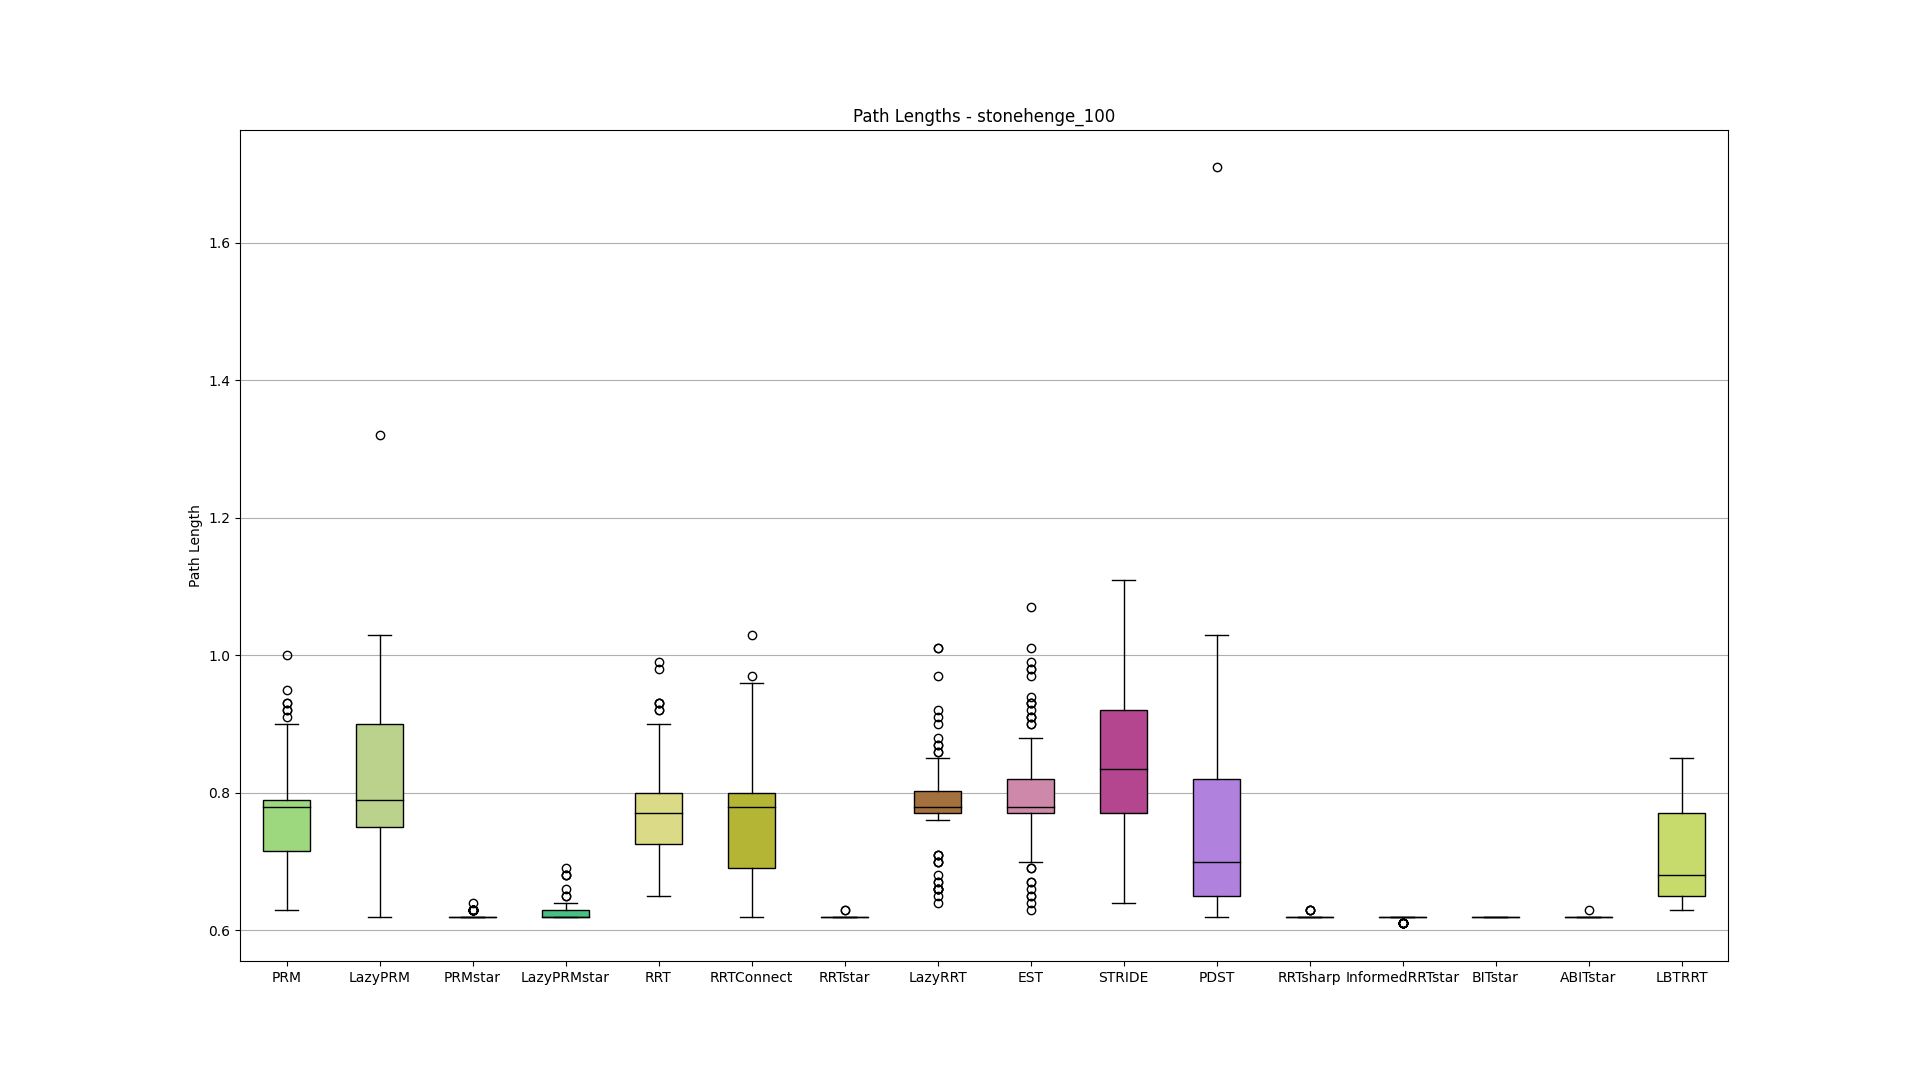 Path Lengths - stonehenge_100
Path Length
1.6
1.4
1.2
1.0
0.8
0.6
PRM LazyPRM PRMstar LazyPRMstar RRT RRTConnect RRTstar LazyRRT EST STRIDE PDST RRTsharp InformedRRTstar BITstar ABITstar LBTRRT